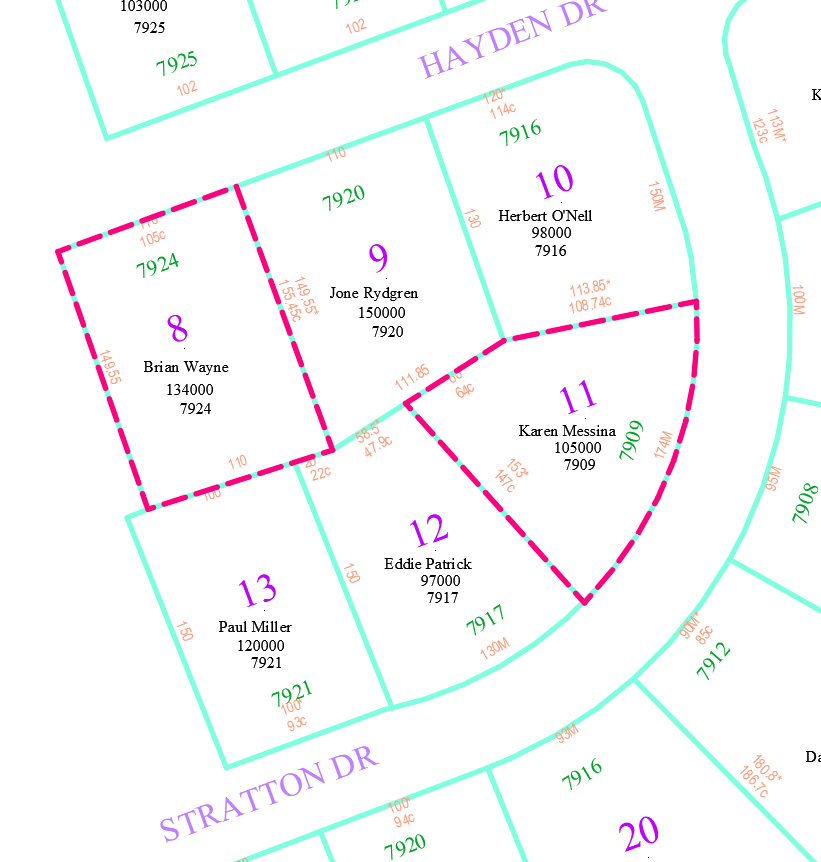 103000
7925
7925
102
102
HAYDEN DR
120*
114c
7916
10
Herbert O'Nell
98000
7916
150M
130
113.85*
108.74c
113M*
123c
K
110
7920
9
Jone Rydgren
150000
7920
149.55*
155.45c
105c
7924
8
Brian Wayne
134000
7924
149.55
110
100
111.85
64c
58.5*
47.9c
22c
11
Karen Messina
105000
7909
7909
174M
153*
147c
100M
95M
7908
12
Eddie Patrick
97000
7917
7917
150
130M
13
Paul Miller
120000
7921
7921
150
100*
93c
STRATTON DR
90M*
85c
7912
93M
7916
180.8*
186.7c
Da
20
100*
94c
7920